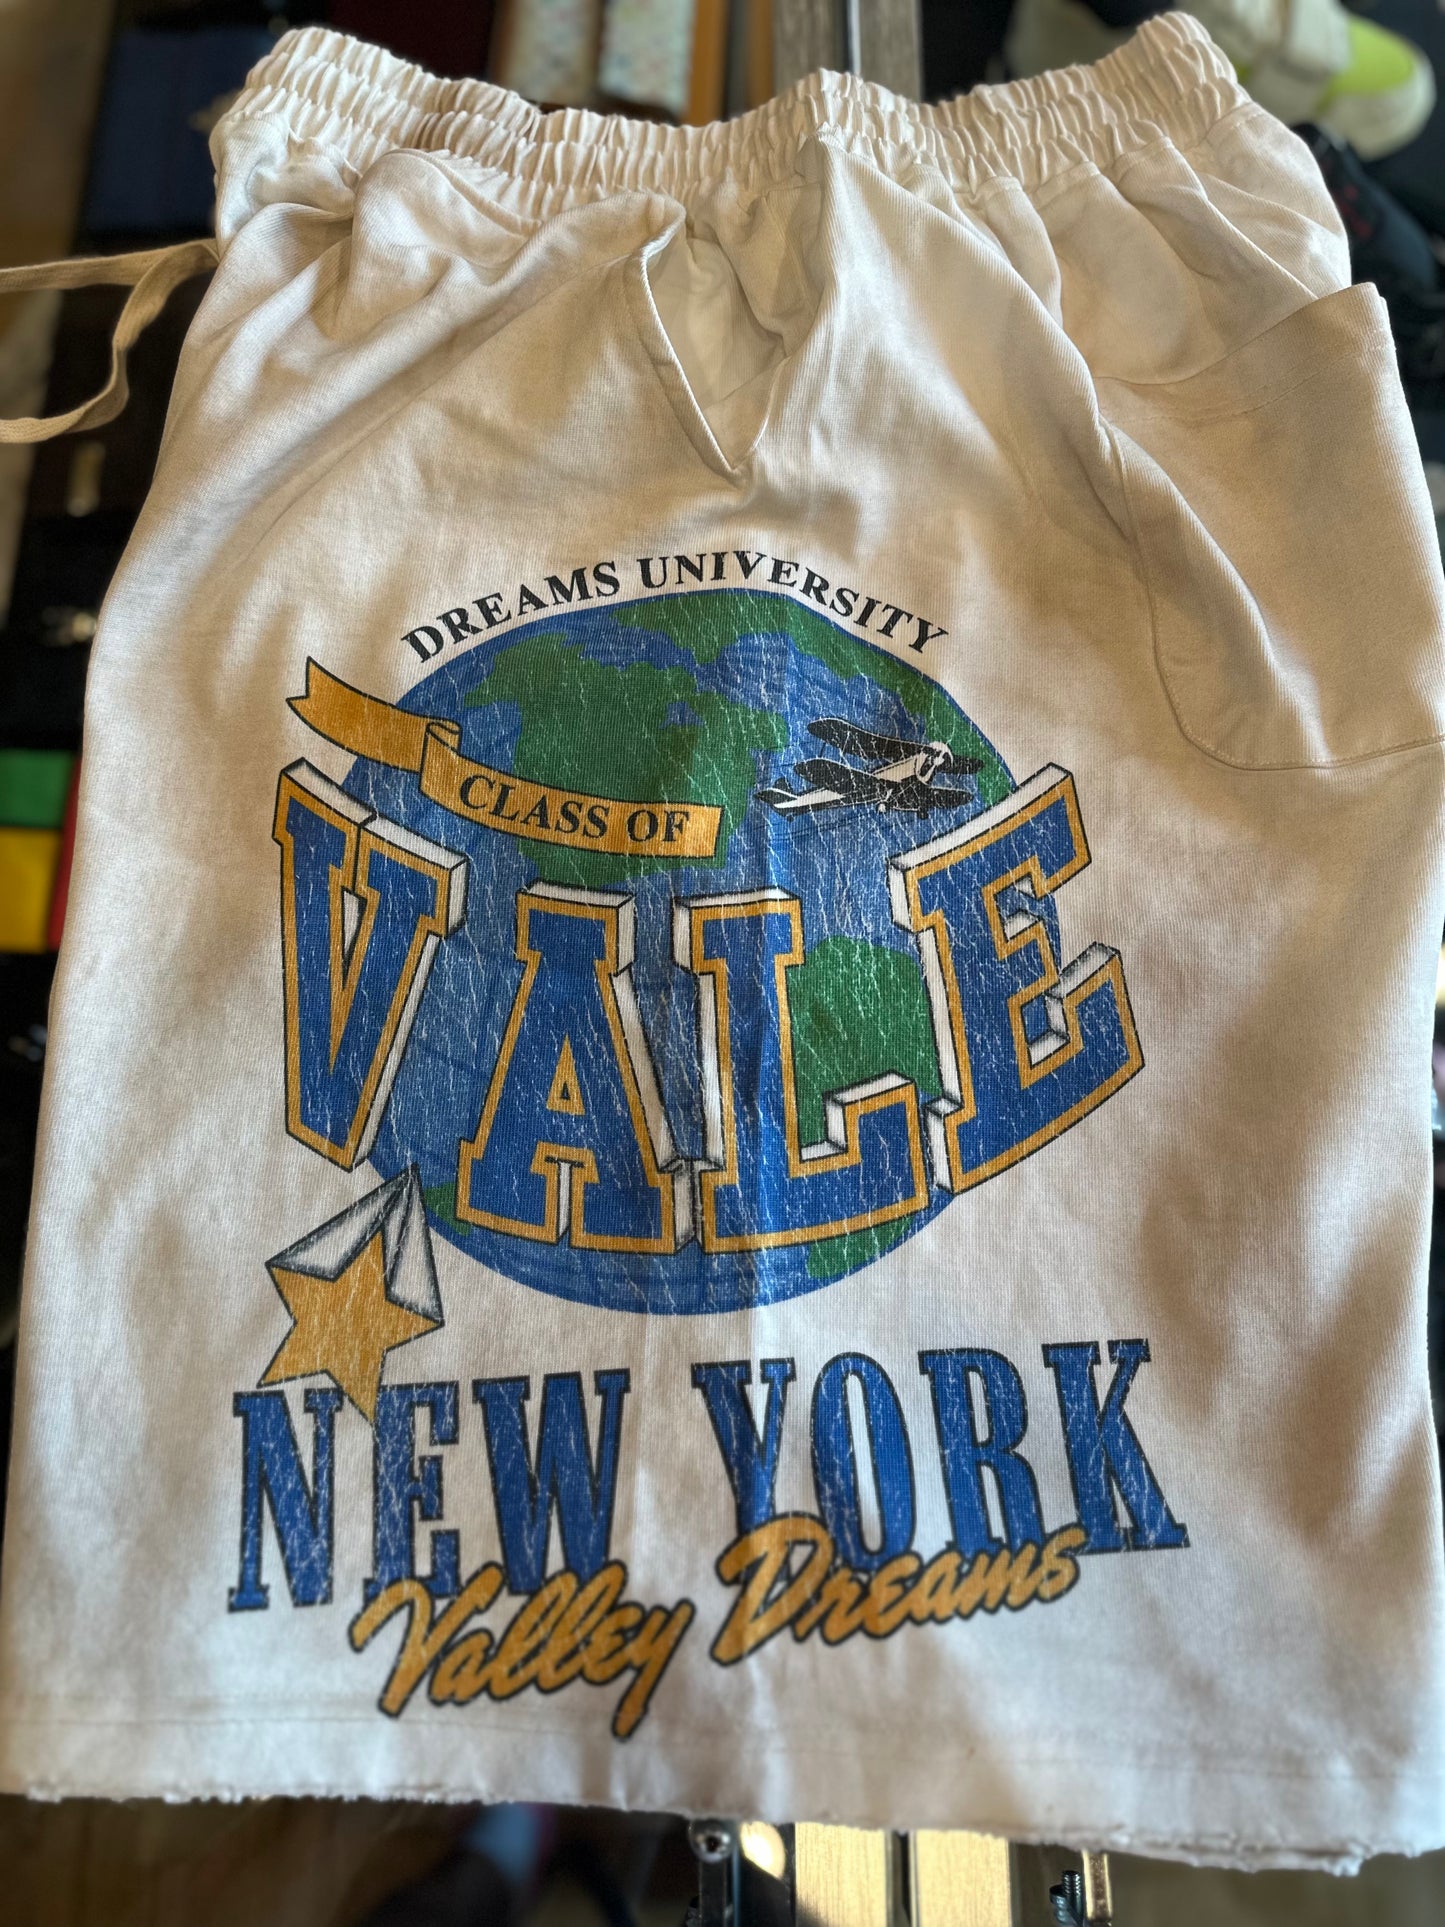 DREAMS UNIVERSITY
CLASS OF
VALE
NEW YORK
Valley Dreams